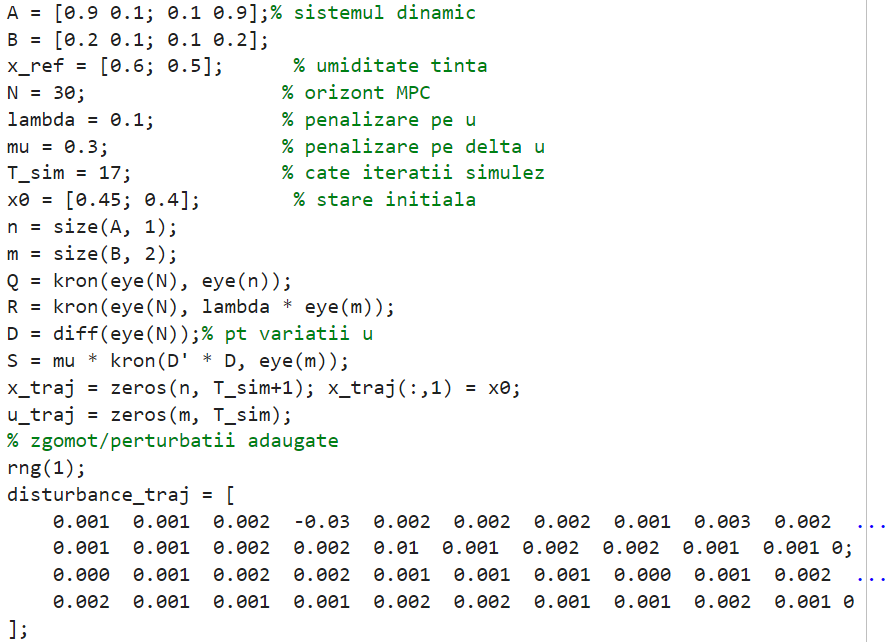 A = [0.9 0.1; 0.1 0.9];% sistemul dinamic
B = [0.2 0.1; 0.1 0.2];
x_ref = [0.6; 0.5];      % umiditate tinta
N = 30;                 % orizont MPC
lambda = 0.1;           % penalizare pe u
mu = 0.3;               % penalizare pe delta u
T_sim = 17;             % cate iteratii simulez
x0 = [0.45; 0.4];        % stare initiala
n = size(A, 1);
m = size(B, 2);
Q = kron(eye(N), eye(n));
R = kron(eye(N), lambda * eye(m));
D = diff(eye(N));% pt variatii u
S = mu * kron(D' * D, eye(m));
x_traj = zeros(n, T_sim+1); x_traj(:,1) = x0;
u_traj = zeros(m, T_sim);
% zgomot/perturbatii adaugate
rng(1);
disturbance_traj = [
    0.001  0.001  0.002  -0.03  0.002  0.002  0.002  0.001  0.003  0.002  ...
    0.001  0.001  0.002  0.002  0.01  0.001  0.002  0.002  0.001  0.001 0;
    0.000  0.001  0.002  0.002  0.001  0.001  0.001  0.000  0.001  0.002  ...
    0.002  0.001  0.001  0.001  0.002  0.002  0.001  0.001  0.002  0.001 0
];